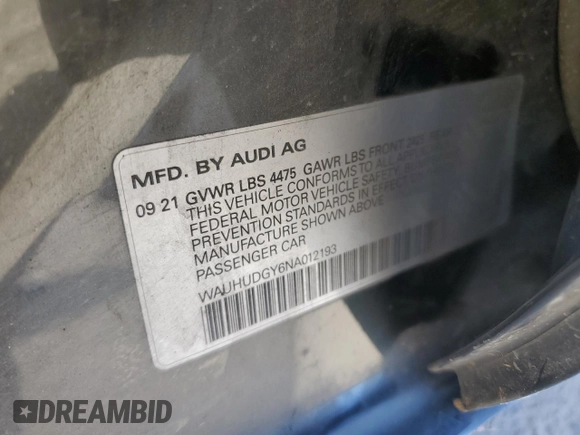 MFD. BY AUDI AG
09 21 GVWR LBS 4475 GAWR LBS FRONT
THIS VEHICLE CONFORMS TO ALL
FEDERAL MOTOR VEHICLE SAFETY
PREVENTION STANDARDS IN EFFECT
MANUFACTURE SHOWN ABOVE
PASSENGER CAR
WAUHUDGY6NA012193
DREAMBID